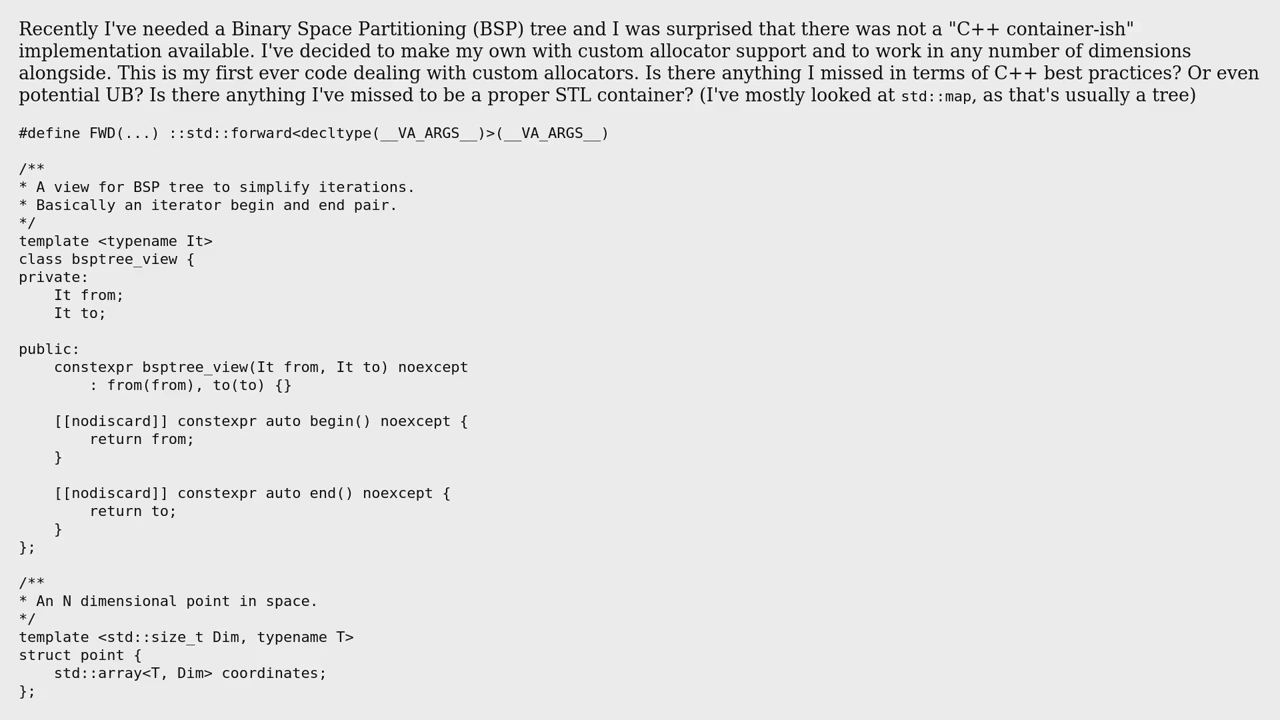 Recently I've needed a Binary Space Partitioning (BSP) tree and I was surprised that there was not a "C++ container-ish"
implementation available. I've decided to make my own with custom allocator support and to work in any number of dimensions
alongside. This is my first ever code dealing with custom allocators. Is there anything I missed in terms of C++ best practices? Or even
potential UB? Is there anything I've missed to be a proper STL container? (I've mostly looked at std::map, as that's usually a tree)
#define FWD(...) ::std::forward<decltype(__VA_ARGS__)>(__VA_ARGS__)
/**
* A view for BSP tree to simplify iterations.
* Basically an iterator begin and end pair.
*/
template <typename It>
class bsptree_view {
private:
    It from;
    It to;
public:
    constexpr bsptree_view(It from, It to) noexcept
        : from(from), to(to) {}
    [[nodiscard]] constexpr auto begin() noexcept {
        return from;
    }
    [[nodiscard]] constexpr auto end() noexcept {
        return to;
    }
};
/**
* An N dimensional point in space.
*/
template <std::size_t Dim, typename T>
struct point {
    std::array<T, Dim> coordinates;
};